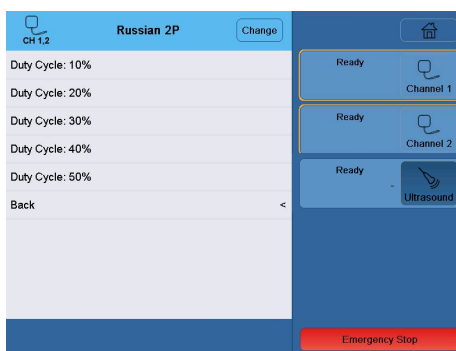 CH 1,2
Russian 2P
Change
Duty Cycle: 10%
Duty Cycle: 20%
Duty Cycle: 30%
Duty Cycle: 40%
Duty Cycle: 50%
Back <
Ready
Channel 1
Ready
Channel 2
Ready
-
Ultrasound
Emergency Stop